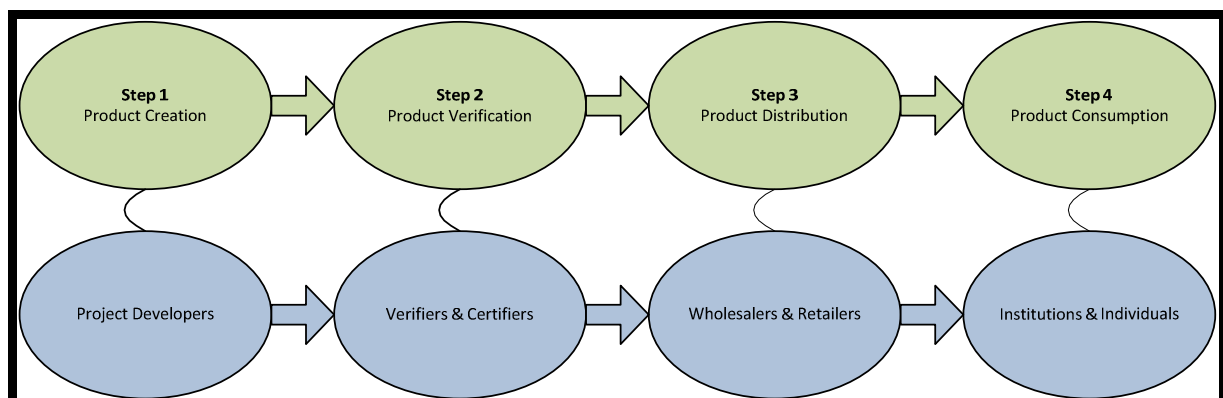 Step 1
Product Creation
Step 2
Product Verification
Step 3
Product Distribution
Step 4
Product Consumption
Project Developers
Verifiers & Certifiers
Wholesalers & Retailers
Institutions & Individuals